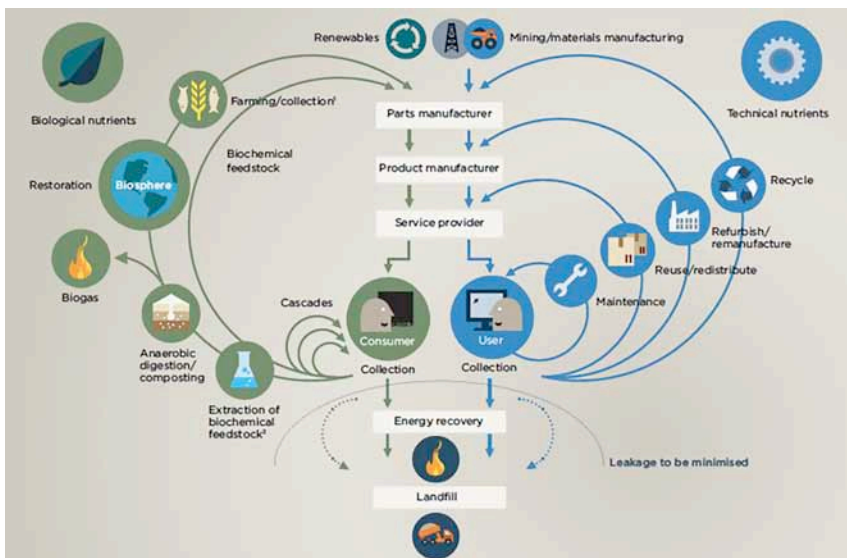 Renewables
Mining/materials manufacturing
Biological nutrients
Farming/collection¹
Technical nutrients
Parts manufacturer
Biochemical
feedstock
Product manufacturer
Restoration
Biosphere
Recycle
Service provider
Refurbish/
remanufacture
Reuse/redistribute
Biogas
Maintenance
Cascades
Consumer
User
Anaerobic
digestion/
composting
Collection
Collection
Extraction of
biochemical
feedstock²
Energy recovery
Leakage to be minimised
Landfill